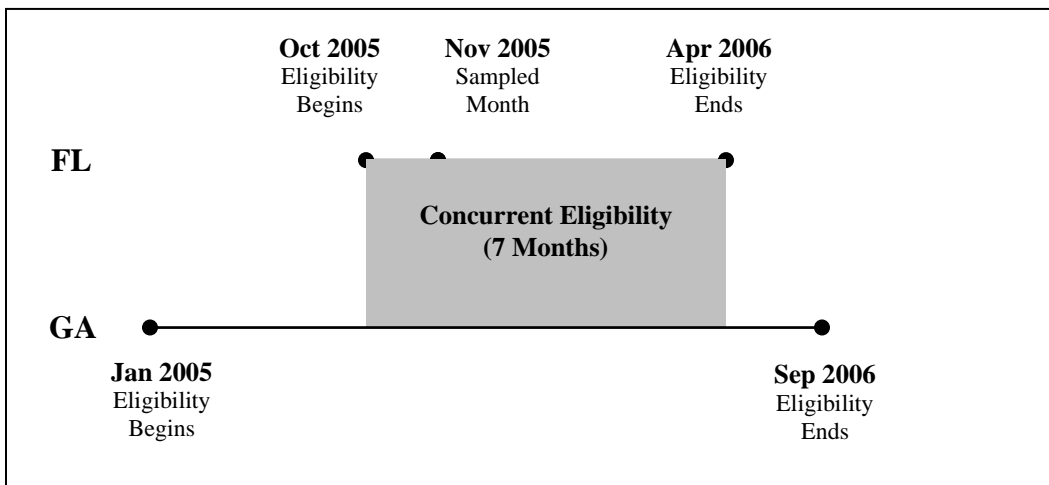 Oct 2005
Eligibility
Begins
Nov 2005
Sampled
Month
Apr 2006
Eligibility
Ends
FL
Concurrent Eligibility
(7 Months)
GA
Jan 2005
Eligibility
Begins
Sep 2006
Eligibility
Ends